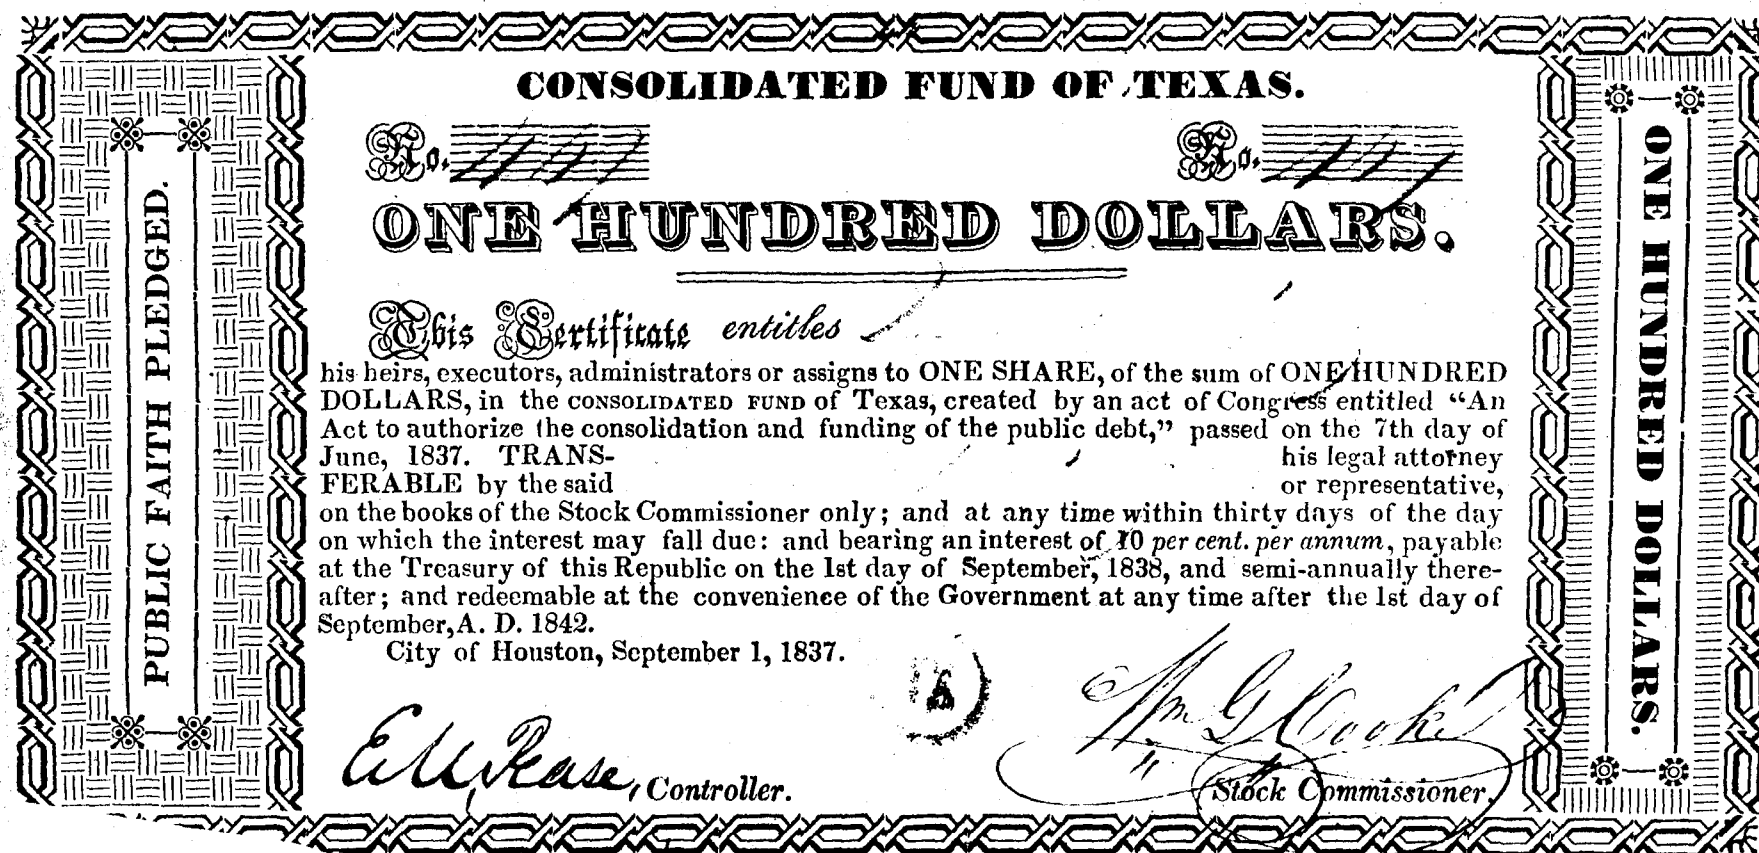 CONSOLIDATED FUND OF TEXAS.
No. No.
ONE HUNDRED DOLLARS.
This Certificate entitles
his heirs, executors, administrators or assigns to ONE SHARE, of the sum of ONE HUNDRED
DOLLARS, in the CONSOLIDATED FUND of Texas, created by an act of Congress entitled “An
Act to authorize the consolidation and funding of the public debt,” passed on the 7th day of
June, 1837. TRANS- his legal attorney
FERABLE by the said or representative,
on the books of the Stock Commissioner only; and at any time within thirty days of the day
on which the interest may fall due: and bearing an interest of 10 per cent. per annum, payable
at the Treasury of this Republic on the 1st day of September, 1838, and semi-annually there-
after; and redeemable at the convenience of the Government at any time after the 1st day of
September, A. D. 1842.
City of Houston, September 1, 1837.
Pease, Controller.
Wm G Cooke
Stock Commissioner.
PUBLIC FAITH PLEDGED.
ONE HUNDRED DOLLARS.